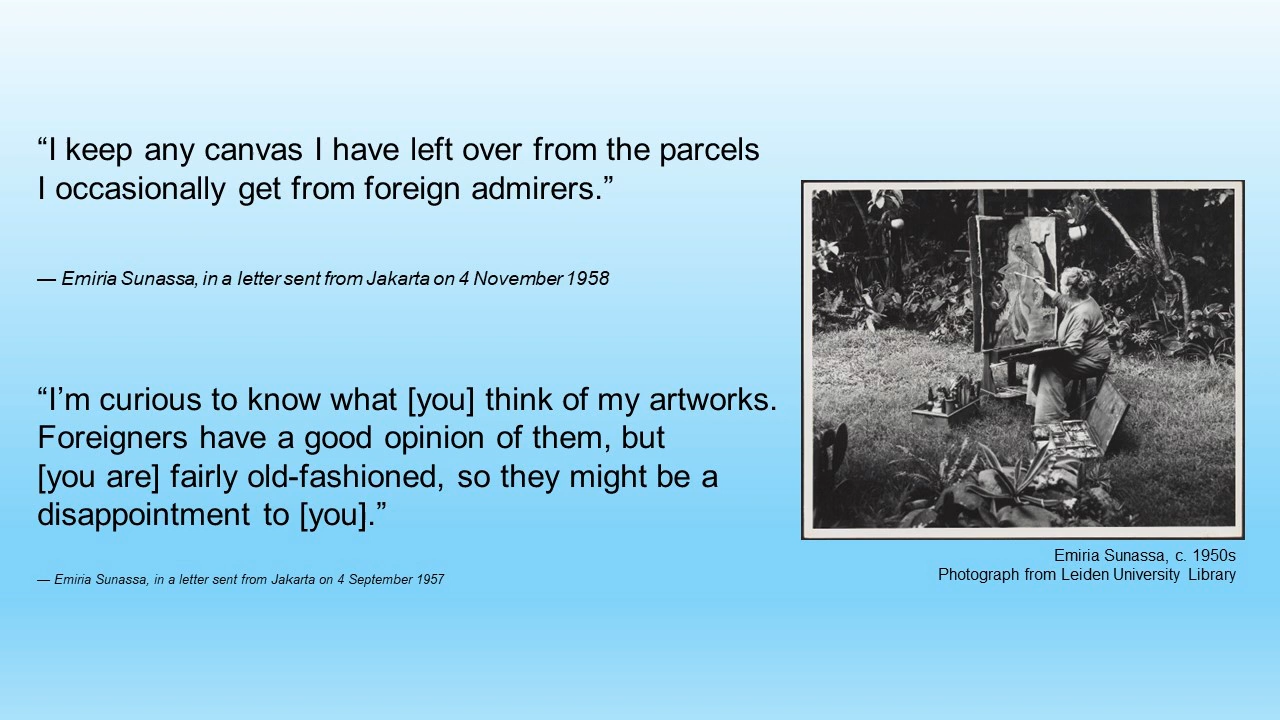 “I keep any canvas I have left over from the parcels
I occasionally get from foreign admirers.”
— Emiria Sunassa, in a letter sent from Jakarta on 4 November 1958
“I’m curious to know what [you] think of my artworks.
Foreigners have a good opinion of them, but
[you are] fairly old-fashioned, so they might be a
disappointment to [you].”
— Emiria Sunassa, in a letter sent from Jakarta on 4 September 1957
Emiria Sunassa, c. 1950s
Photograph from Leiden University Library